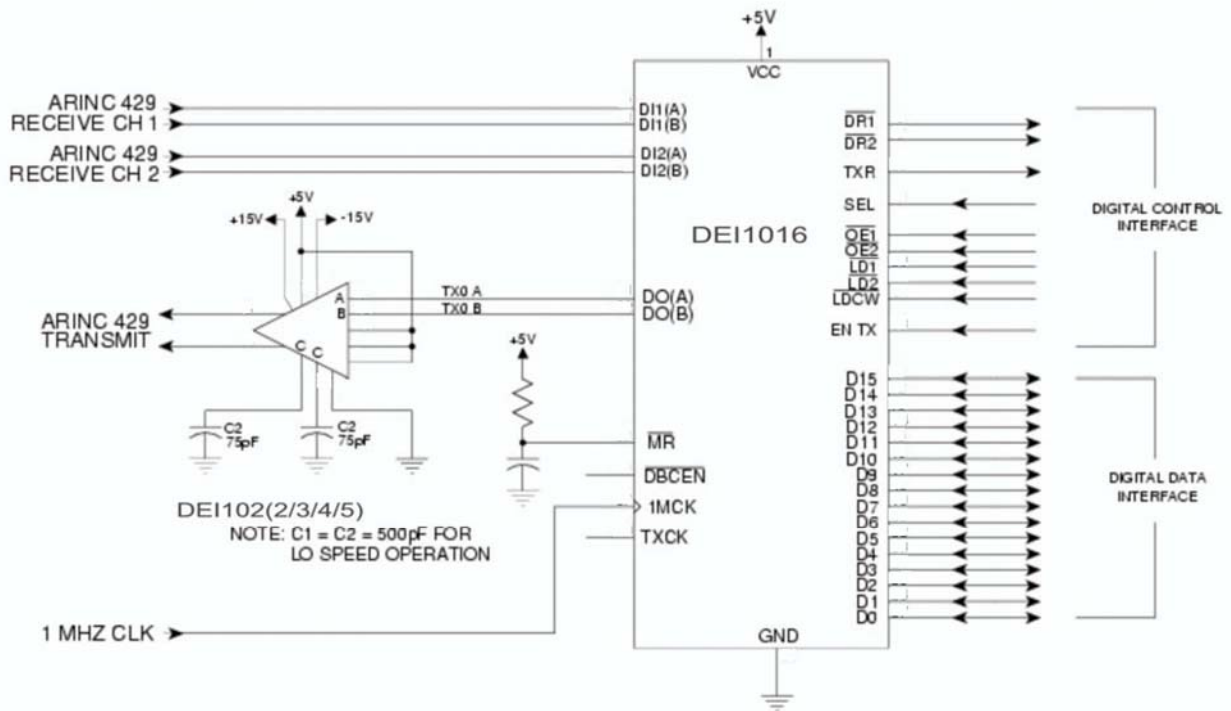 +5V
1
VCC
ARINC 429
RECEIVE CH 1
ARINC 429
RECEIVE CH 2
DI1(A)
DI1(B)
DI2(A)
DI2(B)
DR1
DR2
TXR
SEL
OE1
OE2
LD1
LD2
LDCW
EN TX
DIGITAL CONTROL
INTERFACE
DEI1016
+5V
+15V
-15V
A
B
C
C
TX0 A
TX0 B
DO(A)
DO(B)
ARINC 429
TRANSMIT
C2
75pF
C2
75pF
+5V
MR
DBCEN
1MCK
TXCK
DEI102(2/3/4/5)
NOTE: C1 = C2 = 500pF FOR
LO SPEED OPERATION
1 MHZ CLK
D15
D14
D13
D12
D11
D10
D9
D8
D7
D6
D5
D4
D3
D2
D1
D0
DIGITAL DATA
INTERFACE
GND